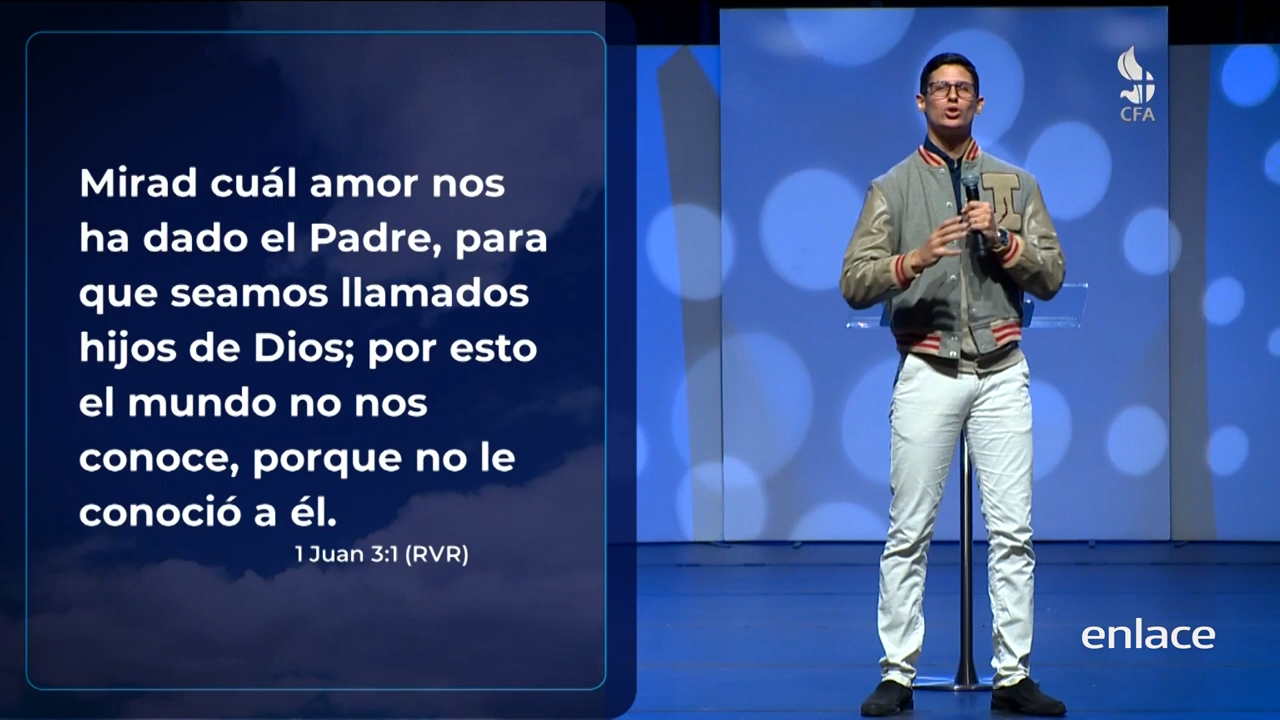 Mirad cuál amor nos
ha dado el Padre, para
que seamos llamados
hijos de Dios; por esto
el mundo no nos
conoce, porque no le
conoció a él.
1 Juan 3:1 (RVR)
CFA
I
enlace